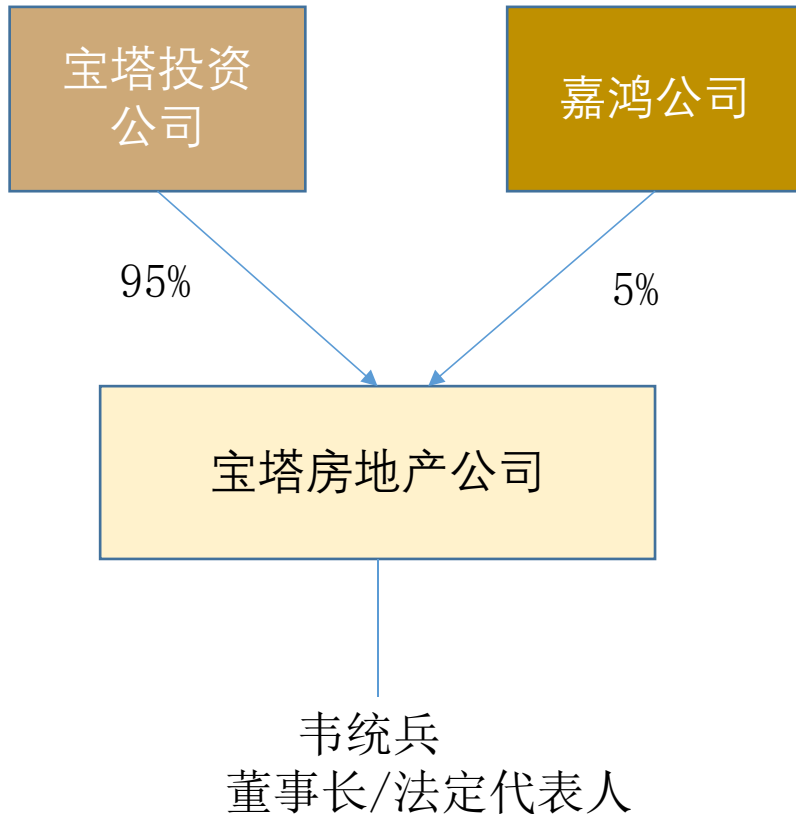 宝塔投资
公司
嘉鸿公司
95%
5%
宝塔房地产公司
韦统兵
董事长/法定代表人